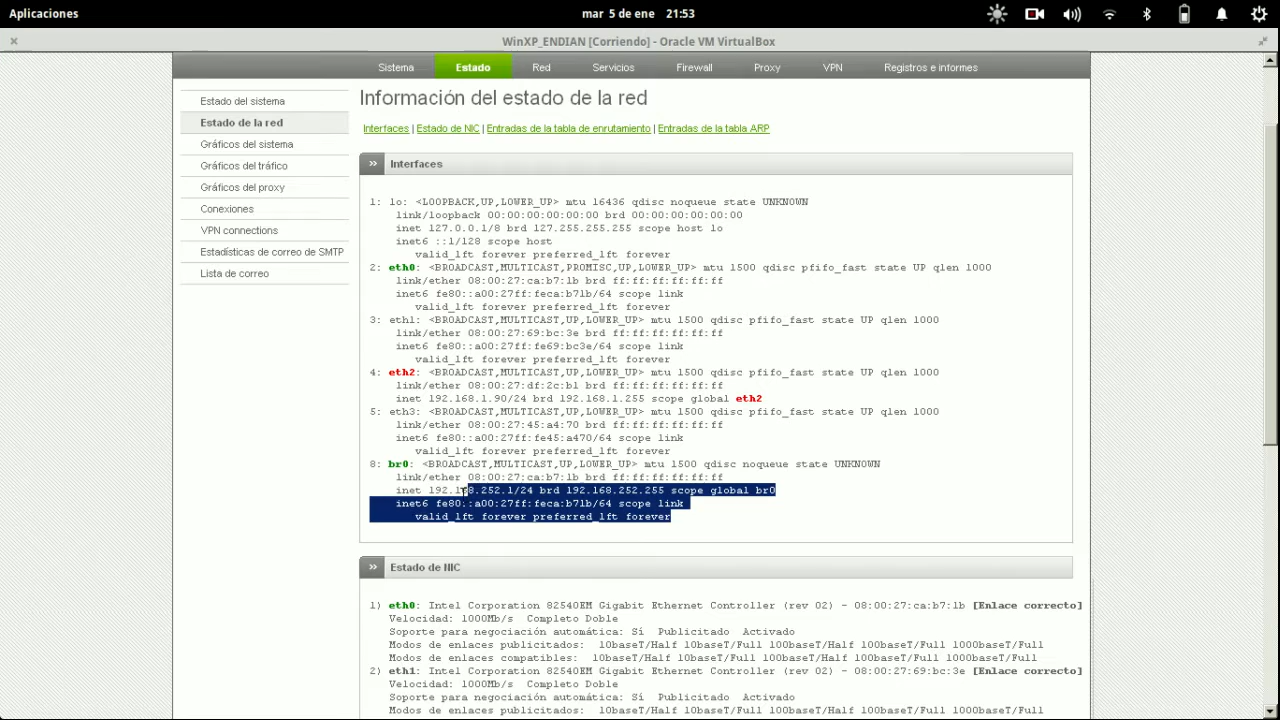 Aplicaciones
mar 5 de ene 21:53
WinXP_ENDIAN [Corriendo] - Oracle VM VirtualBox
Sistema Estado Red Servicios Firewall Proxy VPN Registros e informes
Estado del sistema
Estado de la red
Gráficos del sistema
Gráficos del tráfico
Gráficos del proxy
Conexiones
VPN connections
Estadísticas de correo de SMTP
Lista de correo
Información del estado de la red
Interfaces | Estado de NIC | Entradas de la tabla de enrutamiento | Entradas de la tabla ARP
Interfaces
1: lo: <LOOPBACK,UP,LOWER_UP> mtu 16436 qdisc noqueue state UNKNOWN
link/loopback 00:00:00:00:00:00 brd 00:00:00:00:00:00
inet 127.0.0.1/8 brd 127.255.255.255 scope host lo
inet6 ::1/128 scope host
valid_lft forever preferred_lft forever
2: eth0: <BROADCAST,MULTICAST,PROMISC,UP,LOWER_UP> mtu 1500 qdisc pfifo_fast state UP qlen 1000
link/ether 08:00:27:ca:b7:1b brd ff:ff:ff:ff:ff:ff
inet6 fe80::a00:27ff:feca:b71b/64 scope link
valid_lft forever preferred_lft forever
3: eth1: <BROADCAST,MULTICAST,UP,LOWER_UP> mtu 1500 qdisc pfifo_fast state UP qlen 1000
link/ether 08:00:27:69:bc:3e brd ff:ff:ff:ff:ff:ff
inet6 fe80::a00:27ff:fe69:bc3e/64 scope link
valid_lft forever preferred_lft forever
4: eth2: <BROADCAST,MULTICAST,UP,LOWER_UP> mtu 1500 qdisc pfifo_fast state UP qlen 1000
link/ether 08:00:27:df:2c:b1 brd ff:ff:ff:ff:ff:ff
inet 192.168.1.90/24 brd 192.168.1.255 scope global eth2
5: eth3: <BROADCAST,MULTICAST,UP,LOWER_UP> mtu 1500 qdisc pfifo_fast state UP qlen 1000
link/ether 08:00:27:45:a4:70 brd ff:ff:ff:ff:ff:ff
inet6 fe80::a00:27ff:fe45:a470/64 scope link
valid_lft forever preferred_lft forever
8: br0: <BROADCAST,MULTICAST,UP,LOWER_UP> mtu 1500 qdisc noqueue state UNKNOWN
link/ether 08:00:27:ca:b7:1b brd ff:ff:ff:ff:ff:ff
inet 192.168.252.1/24 brd 192.168.252.255 scope global br0
inet6 fe80::a00:27ff:feca:b71b/64 scope link
valid_lft forever preferred_lft forever
Estado de NIC
1) eth0: Intel Corporation 82540EM Gigabit Ethernet Controller (rev 02) - 08:00:27:ca:b7:1b [Enlace correcto]
Velocidad: 1000Mb/s Completo Doble
Soporte para negociación automática: Sí Publicitado Activado
Modos de enlaces publicitados: 10baseT/Half 10baseT/Full 100baseT/Half 100baseT/Full 1000baseT/Full
Modos de enlaces compatibles: 10baseT/Half 10baseT/Full 100baseT/Half 100baseT/Full 1000baseT/Full
2) eth1: Intel Corporation 82540EM Gigabit Ethernet Controller (rev 02) - 08:00:27:69:bc:3e [Enlace correcto]
Velocidad: 1000Mb/s Completo Doble
Soporte para negociación automática: Sí Publicitado Activado
Modos de enlaces publicitados: 10baseT/Half 10baseT/Full 100baseT/Half 100baseT/Full 1000baseT/Full